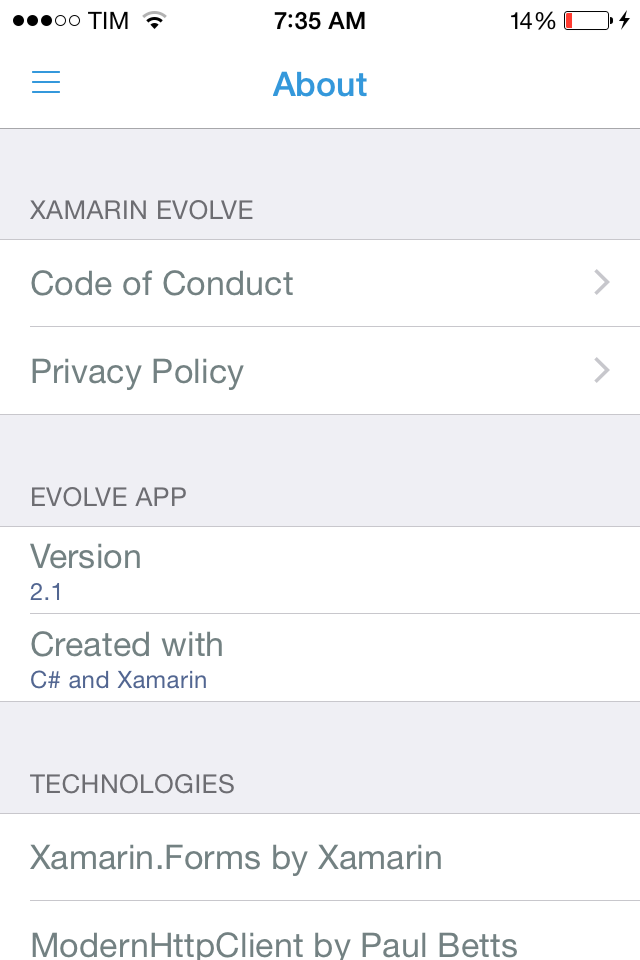 TIM 7:35 AM 14%
About
XAMARIN EVOLVE
Code of Conduct
Privacy Policy
EVOLVE APP
Version
2.1
Created with
C# and Xamarin
TECHNOLOGIES
Xamarin.Forms by Xamarin
ModernHttpClient by Paul Betts